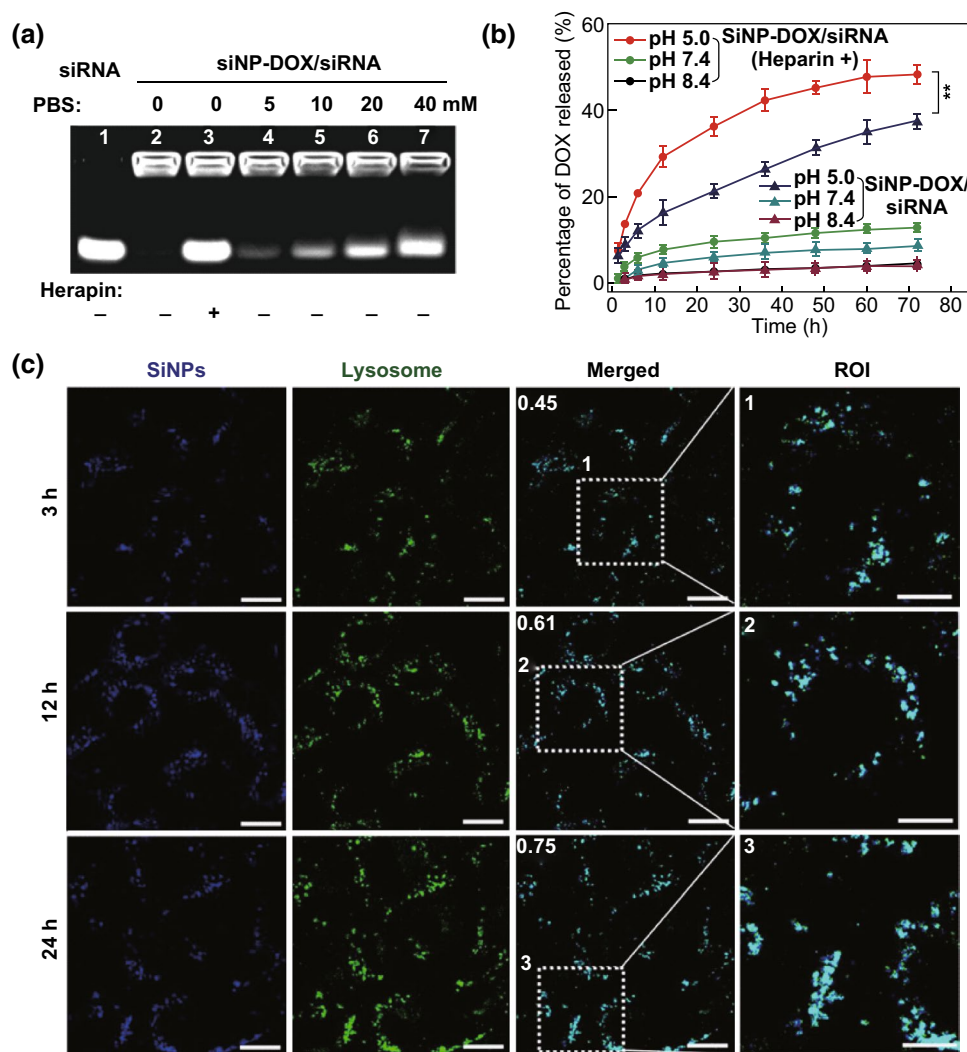 (a)
siRNA siNP-DOX/siRNA
PBS: 0 0 5 10 20 40 mM
1 2 3 4 5 6 7
Herapin:
– – + – – – –
(b)
Percentage of DOX released (%)
60
40
20
0
0 10 20 30 40 50 60 70 80
Time (h)
pH 5.0
pH 7.4
pH 8.4
SiNP-DOX/siRNA
(Heparin +)
**
pH 5.0
pH 7.4
pH 8.4
SiNP-DOX/
siRNA
(c)
SiNPs Lysosome Merged ROI
3 h
0.45
1
1
12 h
0.61
2
2
24 h
0.75
3
3